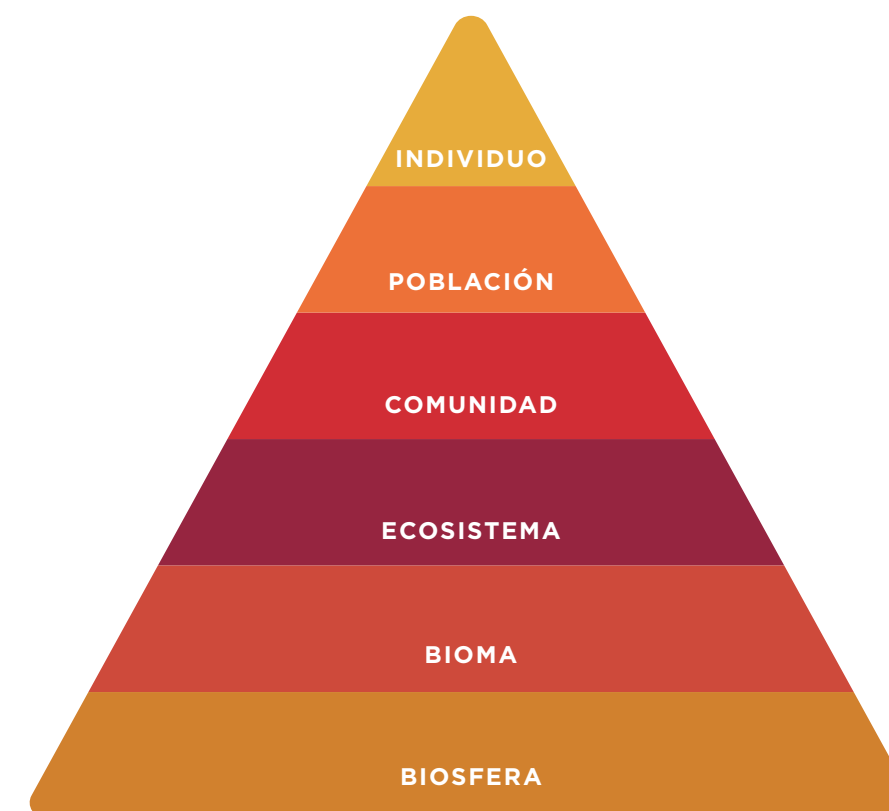 INDIVIDUO
POBLACIÓN
COMUNIDAD
ECOSISTEMA
BIOMA
BIOSFERA